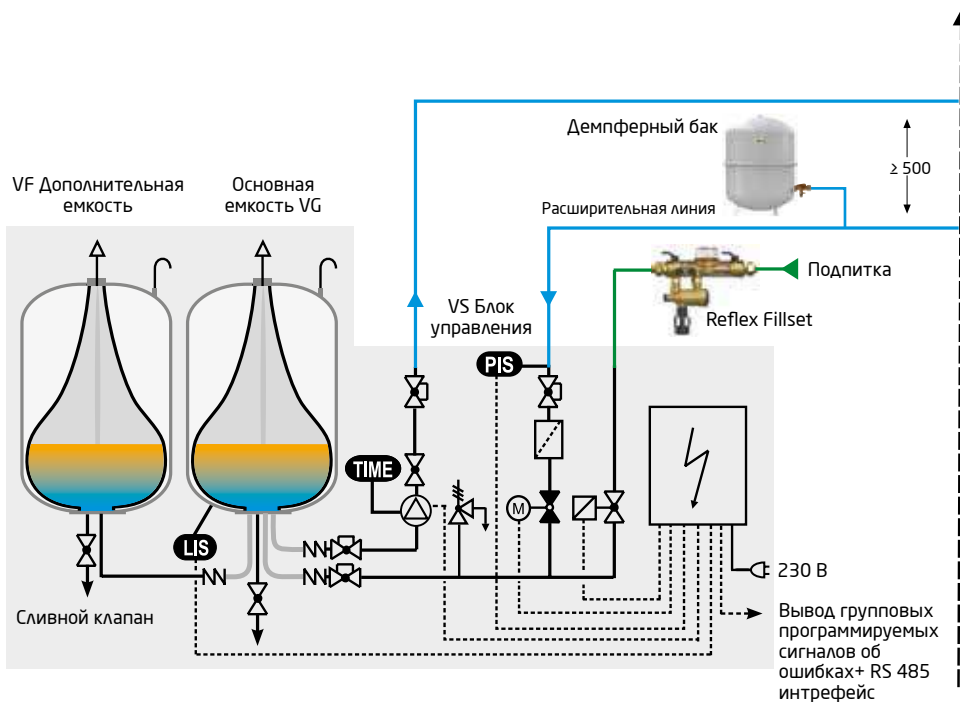 Демпферный бак
≥ 500
VF Дополнительная
емкость
Основная
емкость VG
Расширительная линия
Подпитка
VS Блок
управления
Reflex Fillset
PIS
TIME
M
LIS
230 В
Сливной клапан
Вывод групповых
программируемых
сигналов об
ошибках+ RS 485
интрефейс